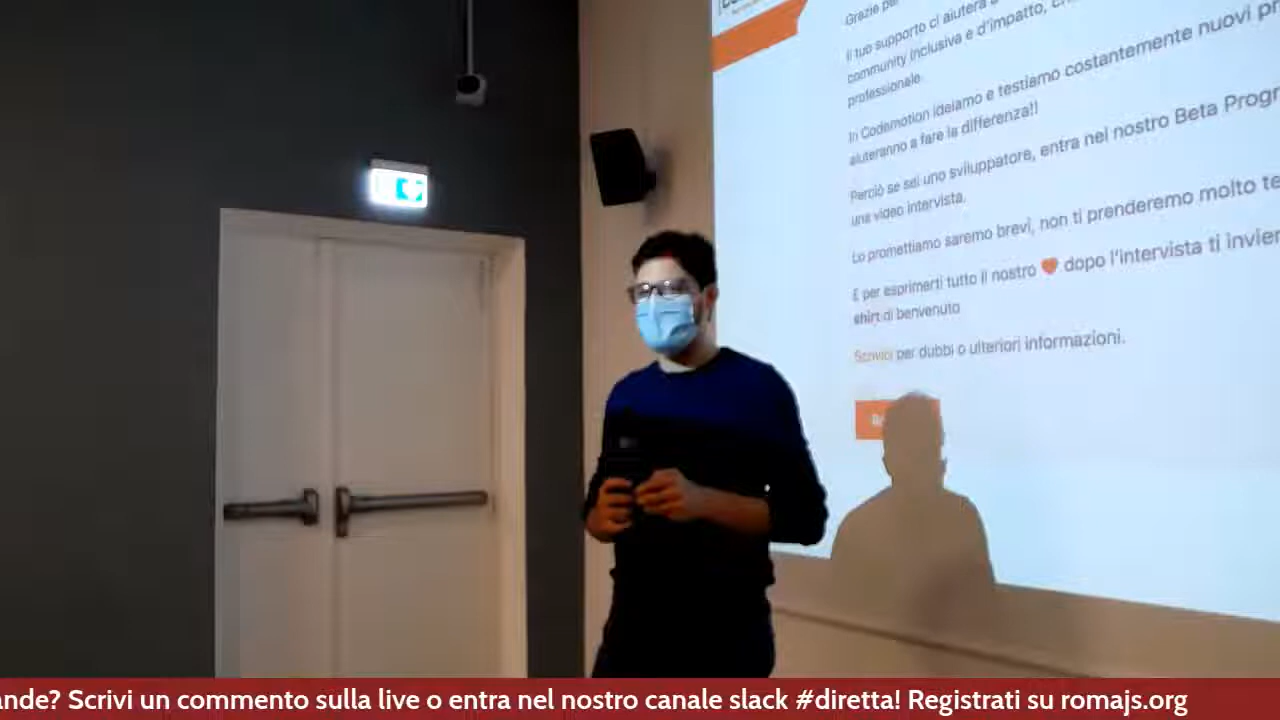 Grazie per
Il tuo supporto ci aiuterà
community inclusiva e d'impatto,
professionale.
In Codemotion ideiamo e testiamo costantemente nuovi
aiuteranno a fare la differenza!!
Perciò se sei uno sviluppatore, entra nel nostro Beta Progr
una video intervista.
Lo promettiamo saremo brevi, non ti prenderemo molto te
E per esprimerti tutto il nostro ❤ dopo l'intervista ti invier
shirt di benvenuto
Scrivici per dubbi o ulteriori informazioni.
ande? Scrivi un commento sulla live o entra nel nostro canale slack #diretta! Registrati su romajs.org